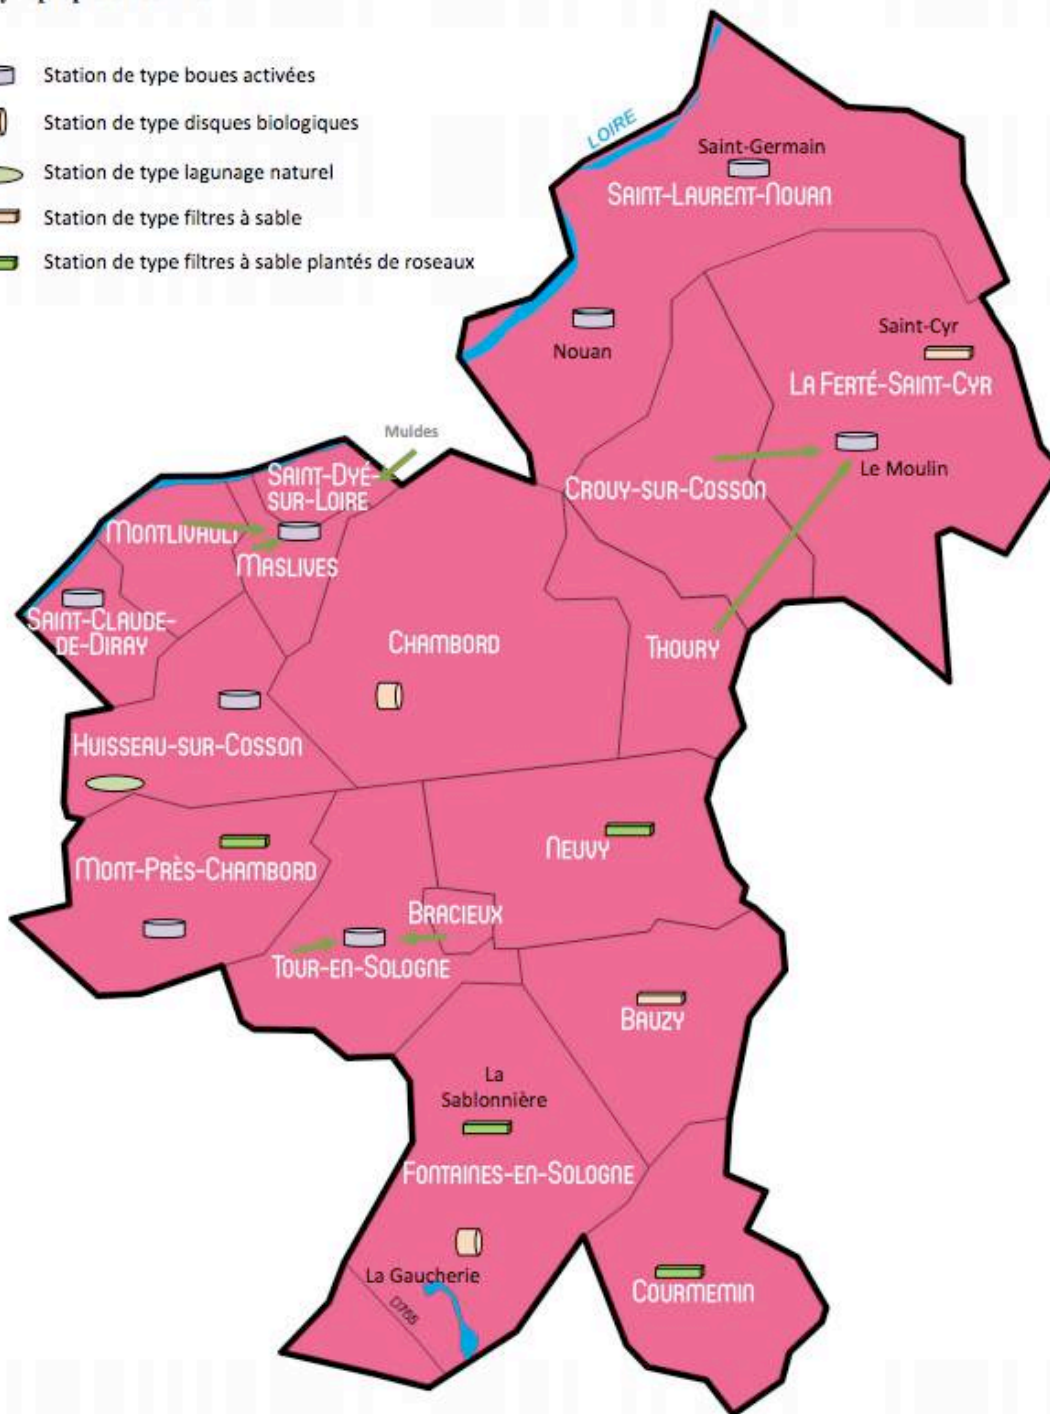 Station de type boues activées
Station de type disques biologiques
Station de type lagunage naturel
Station de type filtres à sable
Station de type filtres à sable plantés de roseaux
LOIRE
Saint-Germain
SAINT-LAURENT-NOUAN
Nouan
Saint-Cyr
LA FERTÉ-SAINT-CYR
Le Moulin
CROUY-SUR-COSSON
Muides
SAINT-DYÉ-
SUR-LOIRE
MONTLIVAULT
MASLIVES
SAINT-CLAUDE-
DE-DIRAY
CHAMBORD
THOURY
HUISSEAU-SUR-COSSON
NEUVY
MONT-PRÈS-CHAMBORD
BRACIEUX
TOUR-EN-SOLOGNE
BAUZY
La
Sablonnière
FONTAINES-EN-SOLOGNE
La Gaucherie
D765
COURMEMIN